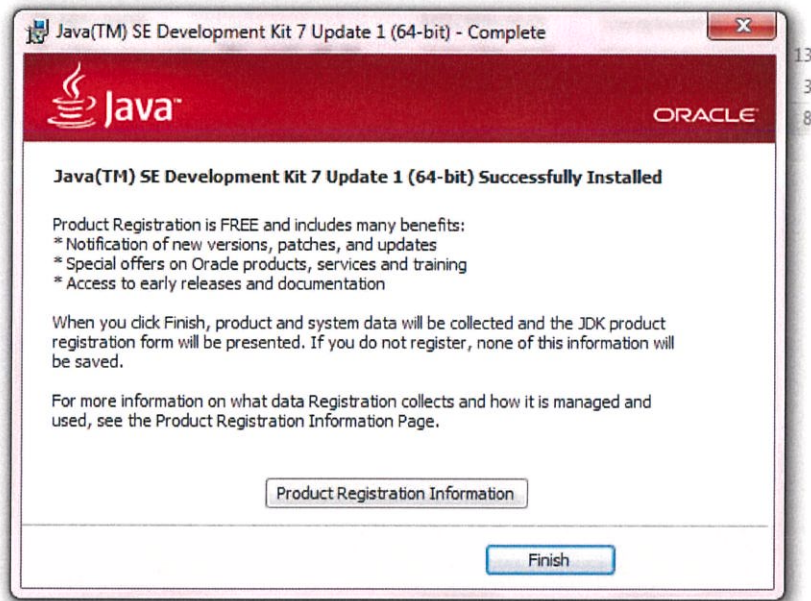 Java(TM) SE Development Kit 7 Update 1 (64-bit) - Complete
Java™
ORACLE
Java(TM) SE Development Kit 7 Update 1 (64-bit) Successfully Installed
Product Registration is FREE and includes many benefits:
* Notification of new versions, patches, and updates
* Special offers on Oracle products, services and training
* Access to early releases and documentation
When you click Finish, product and system data will be collected and the JDK product
registration form will be presented. If you do not register, none of this information will
be saved.
For more information on what data Registration collects and how it is managed and
used, see the Product Registration Information Page.
Product Registration Information
Finish
13
3
8